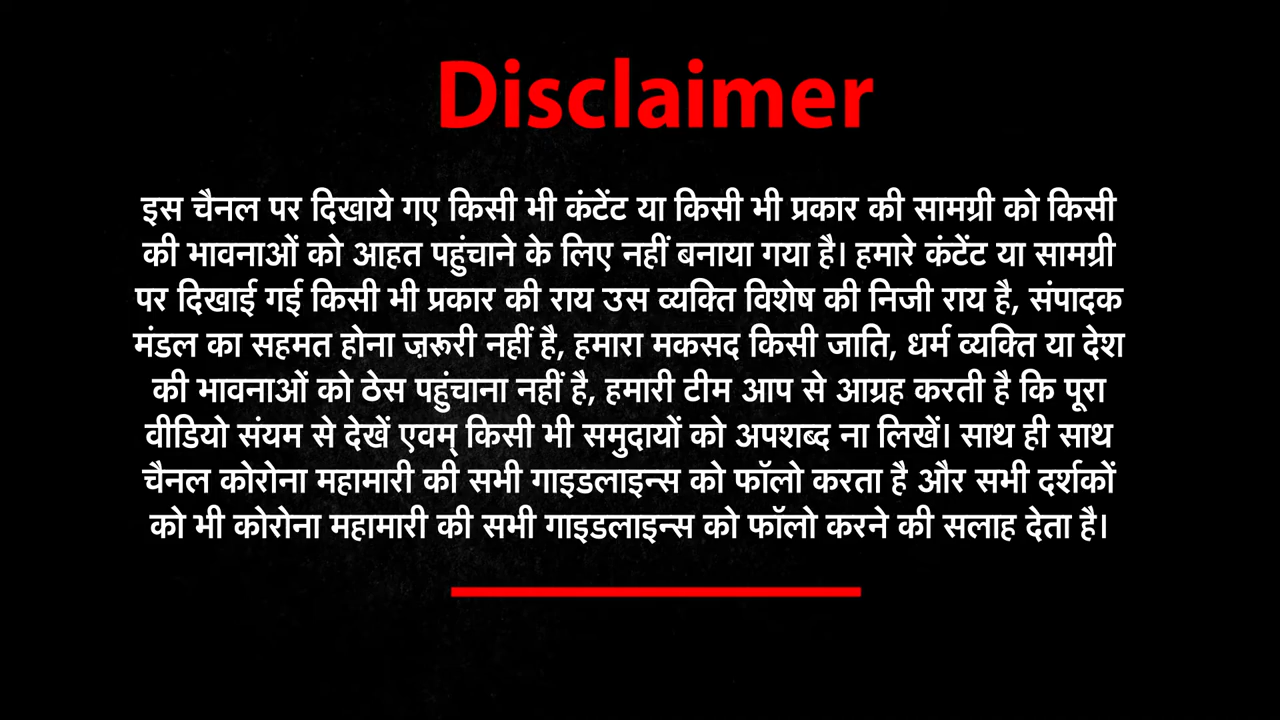 Disclaimer
इस चैनल पर दिखाये गए किसी भी कंटेंट या किसी भी प्रकार की सामग्री को किसी
की भावनाओं को आहत पहुंचाने के लिए नहीं बनाया गया है। हमारे कंटेंट या सामग्री
पर दिखाई गई किसी भी प्रकार की राय उस व्यक्ति विशेष की निजी राय है, संपादक
मंडल का सहमत होना ज़रूरी नहीं है, हमारा मकसद किसी जाति, धर्म व्यक्ति या देश
की भावनाओं को ठेस पहुंचाना नहीं है, हमारी टीम आप से आग्रह करती है कि पूरा
वीडियो संयम से देखें एवम् किसी भी समुदायों को अपशब्द ना लिखें। साथ ही साथ
चैनल कोरोना महामारी की सभी गाइडलाइन्स को फॉलो करता है और सभी दर्शकों
को भी कोरोना महामारी की सभी गाइडलाइन्स को फॉलो करने की सलाह देता है।